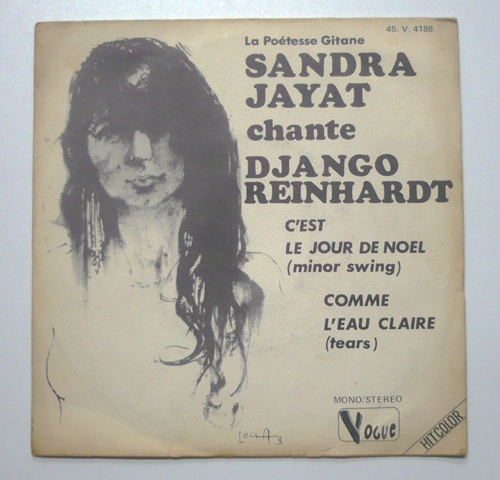 45. V. 4188
La Poétesse Gitane
SANDRA
JAYAT
chante
DJANGO
REINHARDT
C'EST
LE JOUR DE NOEL
(minor swing)
COMME
L'EAU CLAIRE
(tears)
MONO/STEREO
VOGUE
HITCOLOR